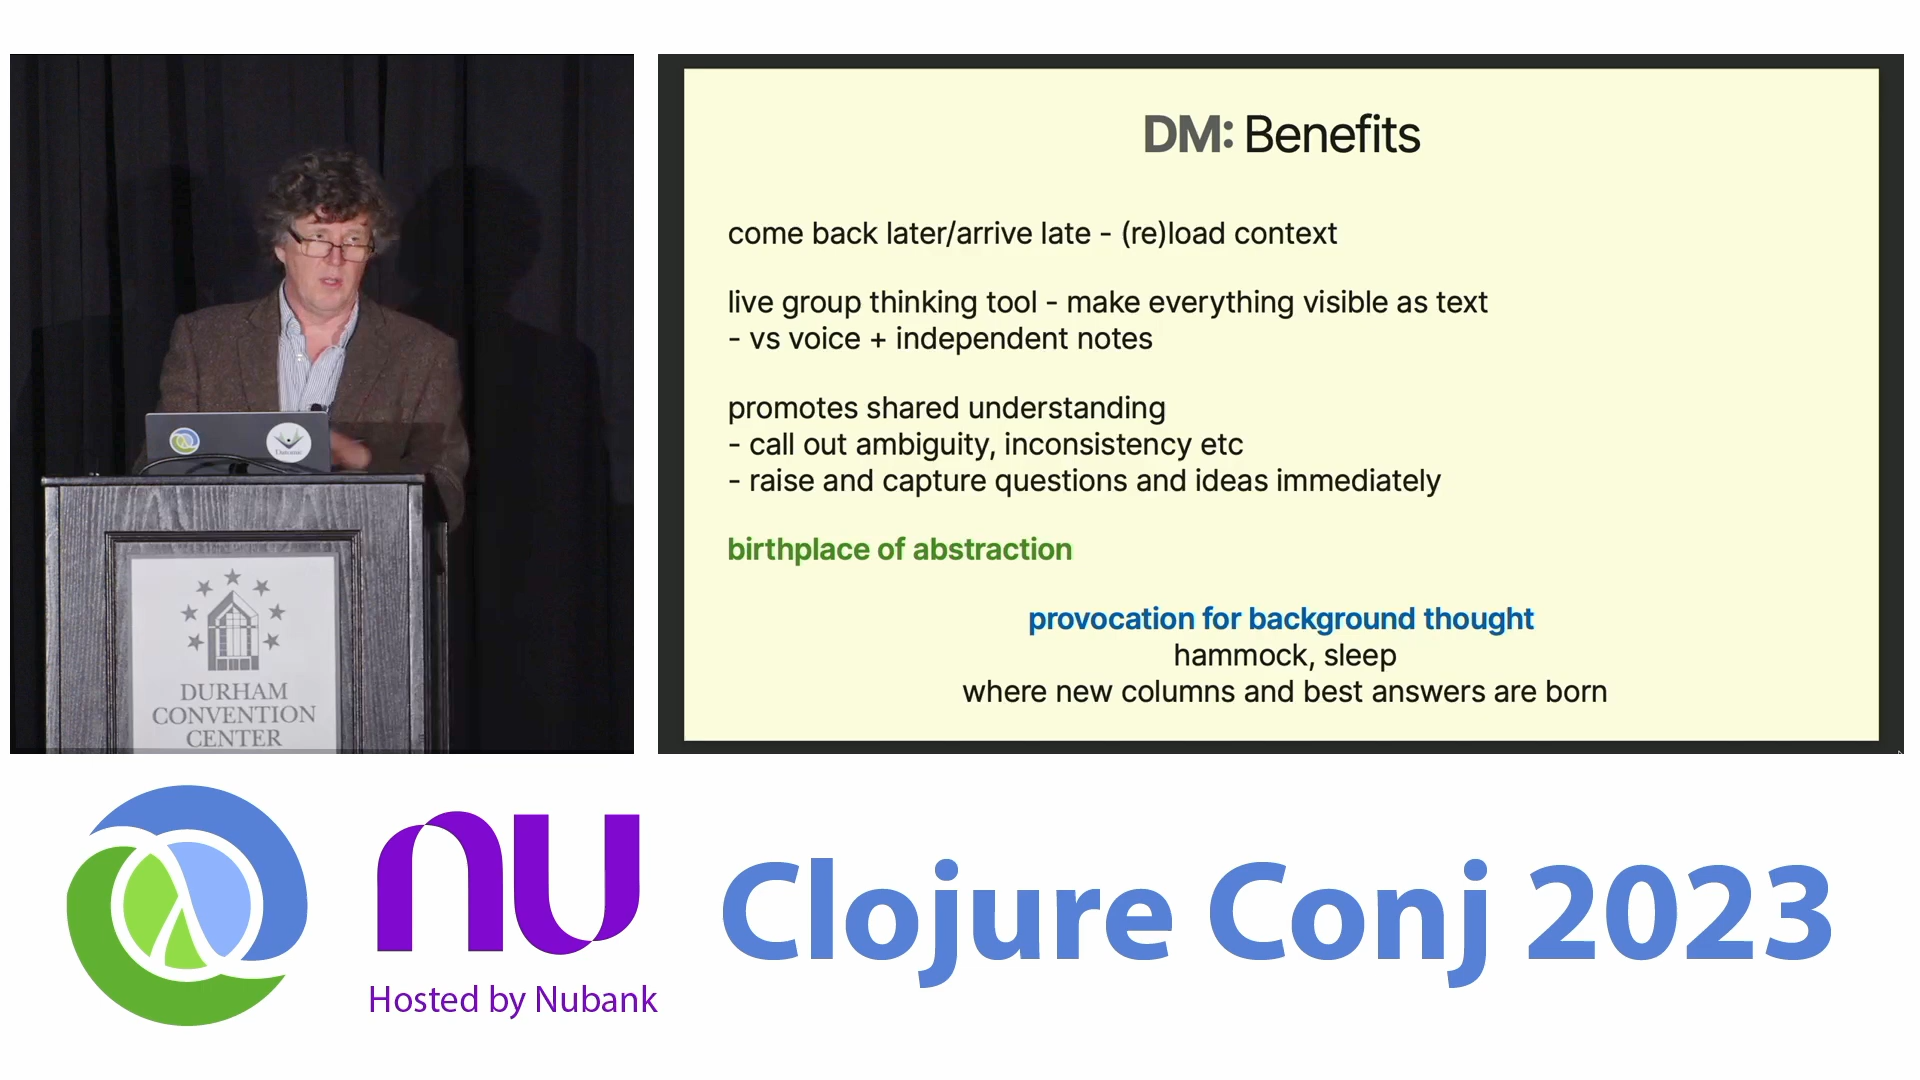 DM: Benefits
come back later/arrive late - (re)load context
live group thinking tool - make everything visible as text
- vs voice + independent notes
promotes shared understanding
- call out ambiguity, inconsistency etc
- raise and capture questions and ideas immediately
birthplace of abstraction
provocation for background thought
hammock, sleep
where new columns and best answers are born
DURHAM
CONVENTION
CENTER
nu
Hosted by Nubank
Clojure Conj 2023